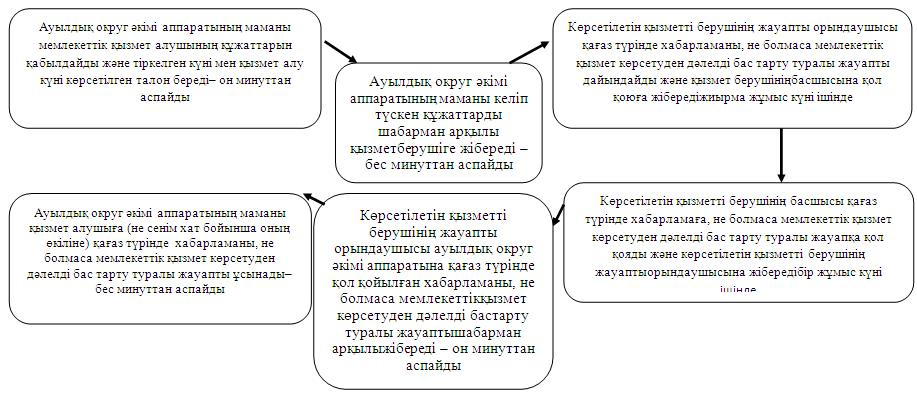 Ауылдық округ әкімі аппаратының маманы
мемлекеттік қызмет алушының құжаттарын
қабылдайды және тіркелген күні мен қызмет алу
күні көрсетілген талон береді– он минуттан
аспайды
Ауылдық округ әкімі
аппаратының маманы келіп
түскен құжаттарды
шабарман арқылы
қызметберушіге жібереді –
бес минуттан аспайды
Көрсетілетін қызметті берушінің жауапты орындаушысы
қағаз түрінде хабарламаны, не болмаса мемлекеттік
қызмет көрсетуден дәлелді бас тарту туралы жауапты
дайындайды және қызмет берушініңбасшысына қол
қоюға жібередіжиырма жұмыс күні ішінде
Көрсетілетін қызметті берушінің басшысы қағаз
түрінде хабарламаға, не болмаса мемлекеттік қызмет
көрсетуден дәлелді бас тарту туралы жауапқа қол
қояды және көрсетілетін қызметті берушінің
жауаптыорындаушысына жібередібір жұмыс күні
ішінде
Көрсетілетін қызметті
берушінің жауапты
орындаушысы ауылдық округ
әкімі аппаратына қағаз түрінде
қол қойылған хабарламаны, не
болмаса мемлекеттікқызмет
көрсетуден дәлелді бастарту
туралы жауаптышабарман
арқылыжібереді – он минуттан
аспайды
Ауылдық округ әкімі аппаратының маманы
қызмет алушыға (не сенім хат бойынша оның
өкіліне) қағаз түрінде хабарламаны, не
болмаса мемлекеттік қызмет көрсетуден
дәлелді бас тарту туралы жауапты ұсынады–
бес минуттан аспайды